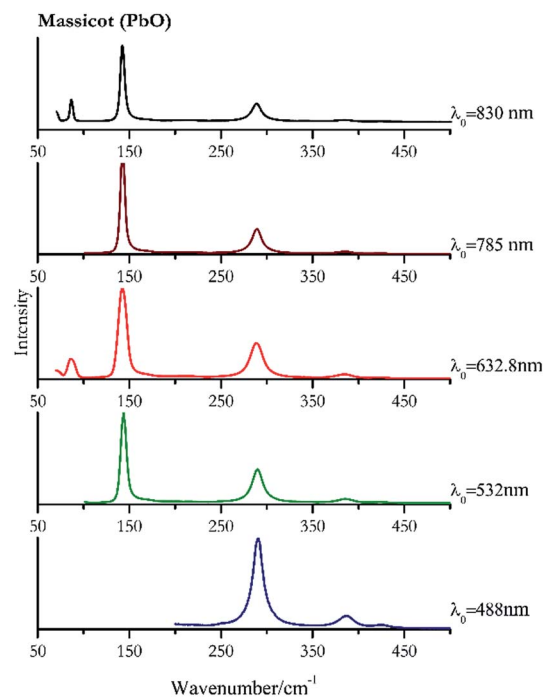 Massicot (PbO)
λ₀=830 nm
50 150 250 350 450
λ₀=785 nm
50 150 250 350 450
Intensity
λ₀=632.8nm
50 150 250 350 450
λ₀=532nm
50 150 250 350 450
λ₀=488nm
50 150 250 350 450
Wavenumber/cm⁻¹